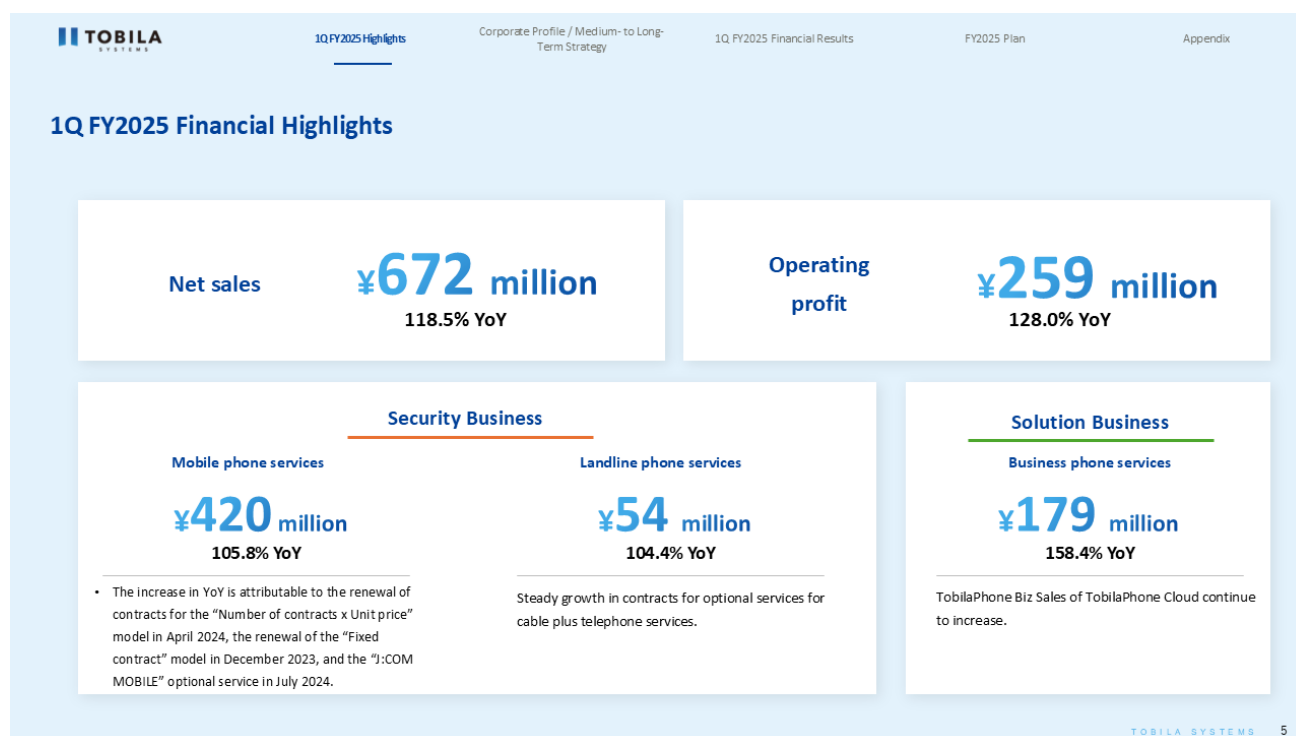 TOBILA
SYSTEMS
1Q FY2025 Highlights
Corporate Profile / Medium- to Long-
Term Strategy
1Q FY2025 Financial Results
FY2025 Plan
Appendix
1Q FY2025 Financial Highlights
Net sales
¥672 million
118.5% YoY
Operating
profit
¥259 million
128.0% YoY
Security Business
Mobile phone services
¥420 million
105.8% YoY
• The increase in YoY is attributable to the renewal of
contracts for the “Number of contracts x Unit price”
model in April 2024, the renewal of the “Fixed
contract” model in December 2023, and the “J:COM
MOBILE” optional service in July 2024.
Landline phone services
¥54 million
104.4% YoY
Steady growth in contracts for optional services for
cable plus telephone services.
Solution Business
Business phone services
¥179 million
158.4% YoY
TobilaPhone Biz Sales of TobilaPhone Cloud continue
to increase.
TOBILA SYSTEMS
5